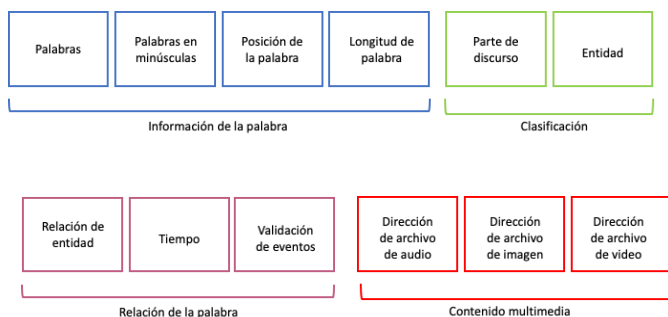 Palabras
Palabras en
minúsculas
Posición de
la palabra
Longitud de
palabra
Parte de
discurso
Entidad
Información de la palabra
Clasificación
Relación de
entidad
Tiempo
Validación
de eventos
Dirección
de archivo
de audio
Dirección
de archivo
de imagen
Dirección
de archivo
de video
Relación de la palabra
Contenido multimedia